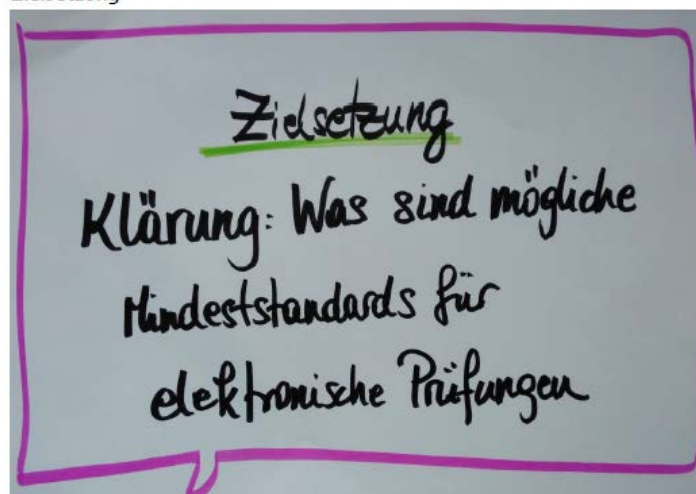 Zielsetzung
Klärung: Was sind mögliche
Mindeststandards für
elektronische Prüfungen